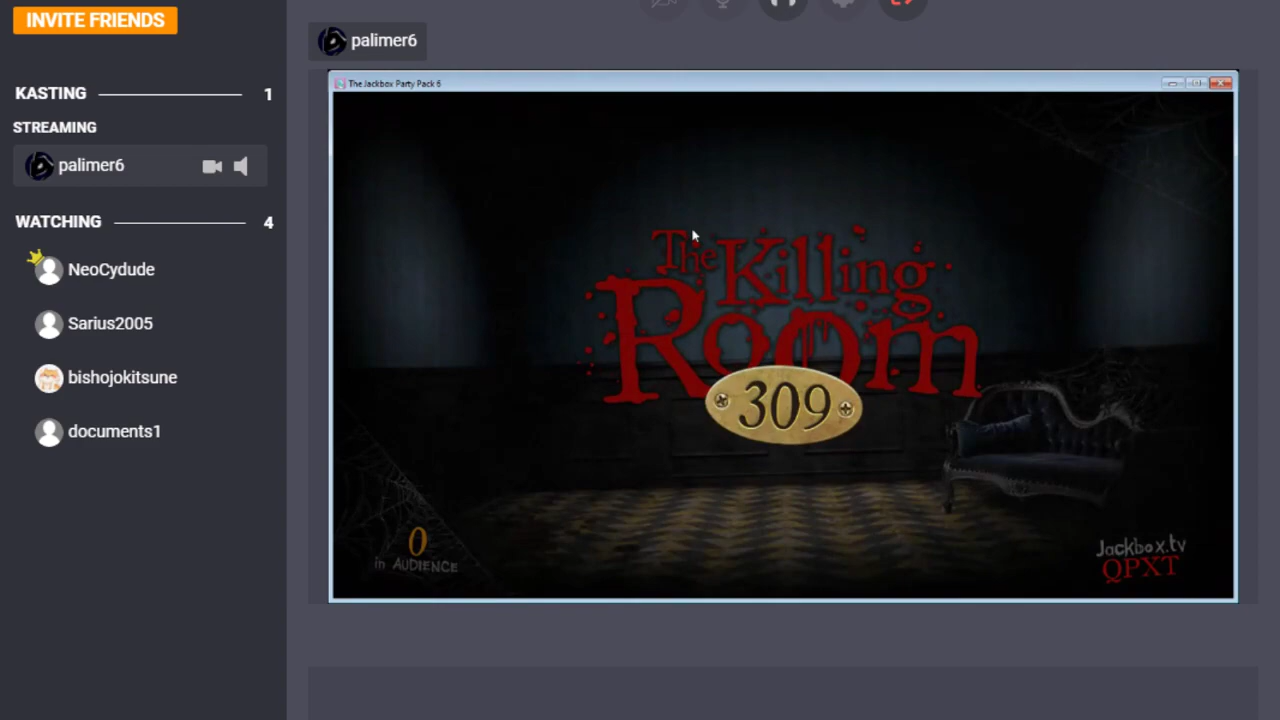 INVITE FRIENDS
palimer6
The Jackbox Party Pack 6
KASTING 1
STREAMING
palimer6
WATCHING 4
NeoCydude
Sarius2005
bishojokitsune
documents1
The Killing
Room
309
0
in AUDIENCE
Jackbox.tv
QPXT